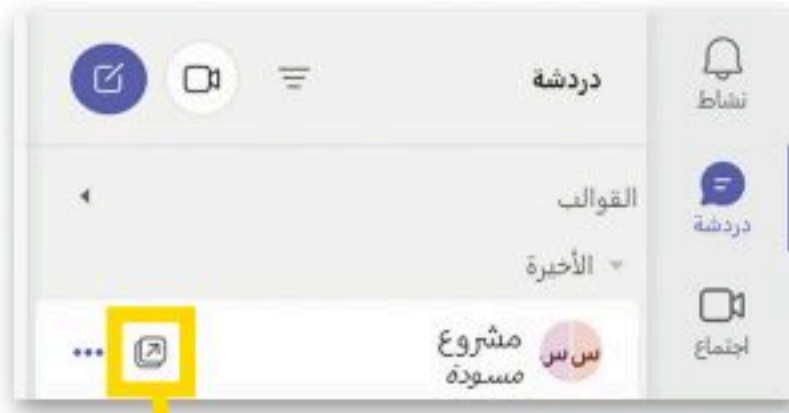 دردشة
القوالب
الأخيرة
س س
مشروع
مسودة
نشاط
دردشة
اجتماع